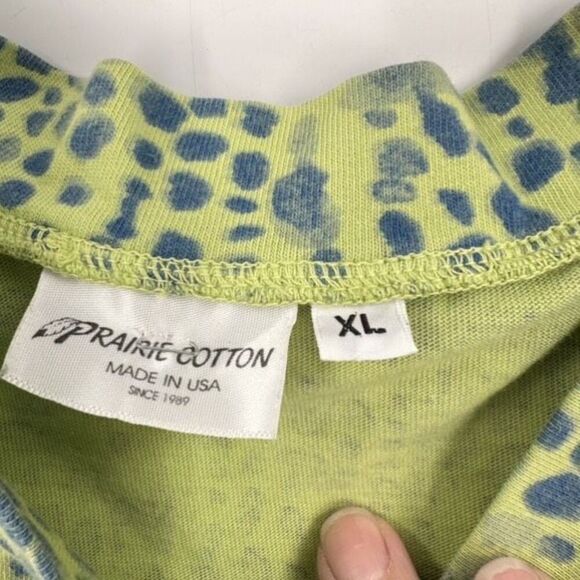 PRAIRIE COTTON
MADE IN USA
SINCE 1989
XL